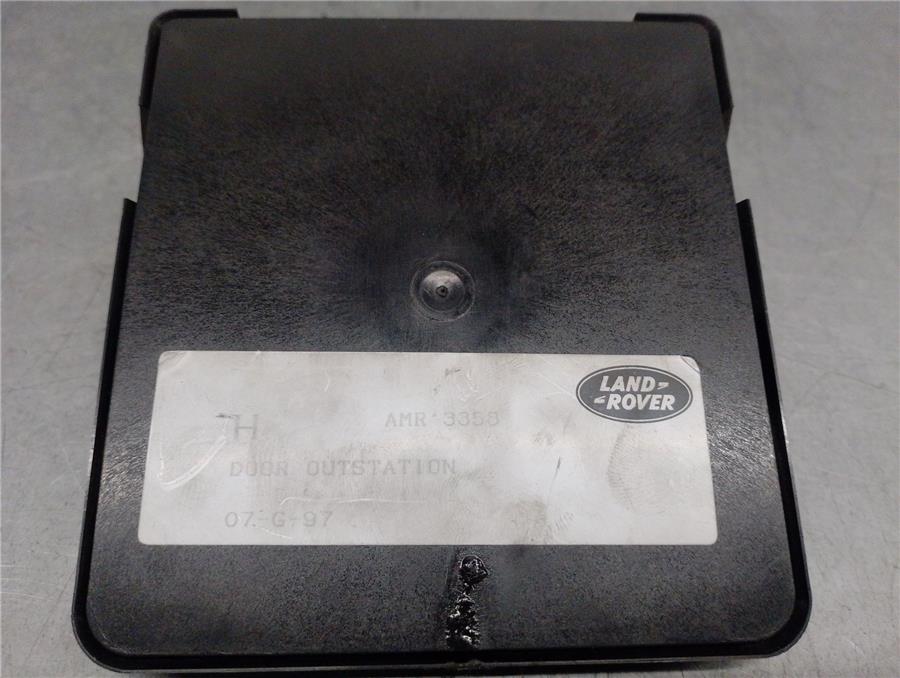 LAND-
-ROVER
H AMR 3358
DOOR OUTSTATION
07-G-97